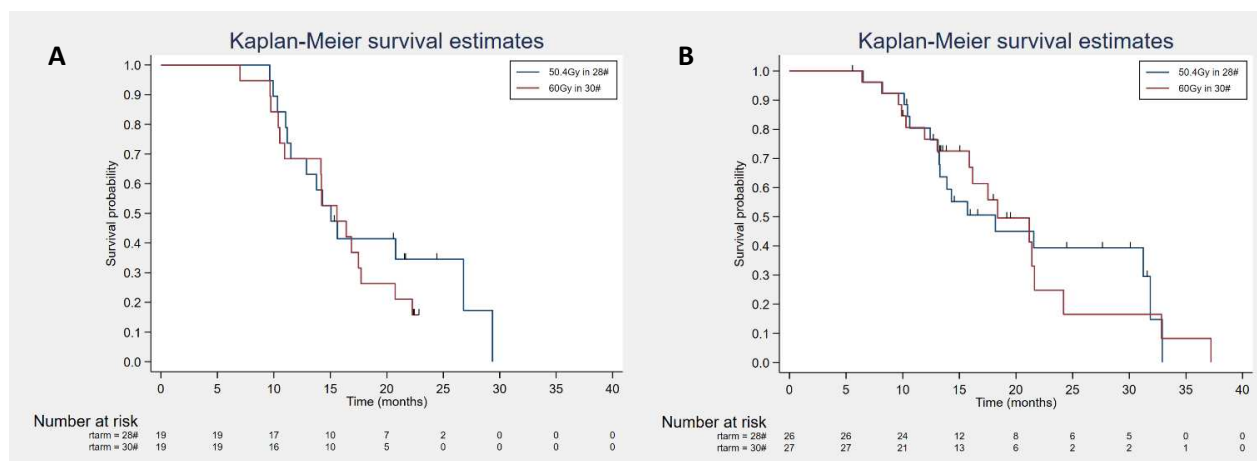 A
Kaplan-Meier survival estimates
50.4Gy in 28#
60Gy in 30#
Survival probability
1.0
0.9
0.8
0.7
0.6
0.5
0.4
0.3
0.2
0.1
0.0
0 5 10 15 20 25 30 35 40
Time (months)
Number at risk
rtarm = 28# 19 19 17 10 7 2 0 0 0
rtarm = 30# 19 19 16 10 5 0 0 0 0
B
Kaplan-Meier survival estimates
50.4Gy in 28#
60Gy in 30#
Survival probability
1.0
0.9
0.8
0.7
0.6
0.5
0.4
0.3
0.2
0.1
0.0
0 5 10 15 20 25 30 35 40
Time (months)
Number at risk
rtarm = 28# 26 26 24 12 8 6 5 0 0
rtarm = 30# 27 27 21 13 6 2 2 1 0